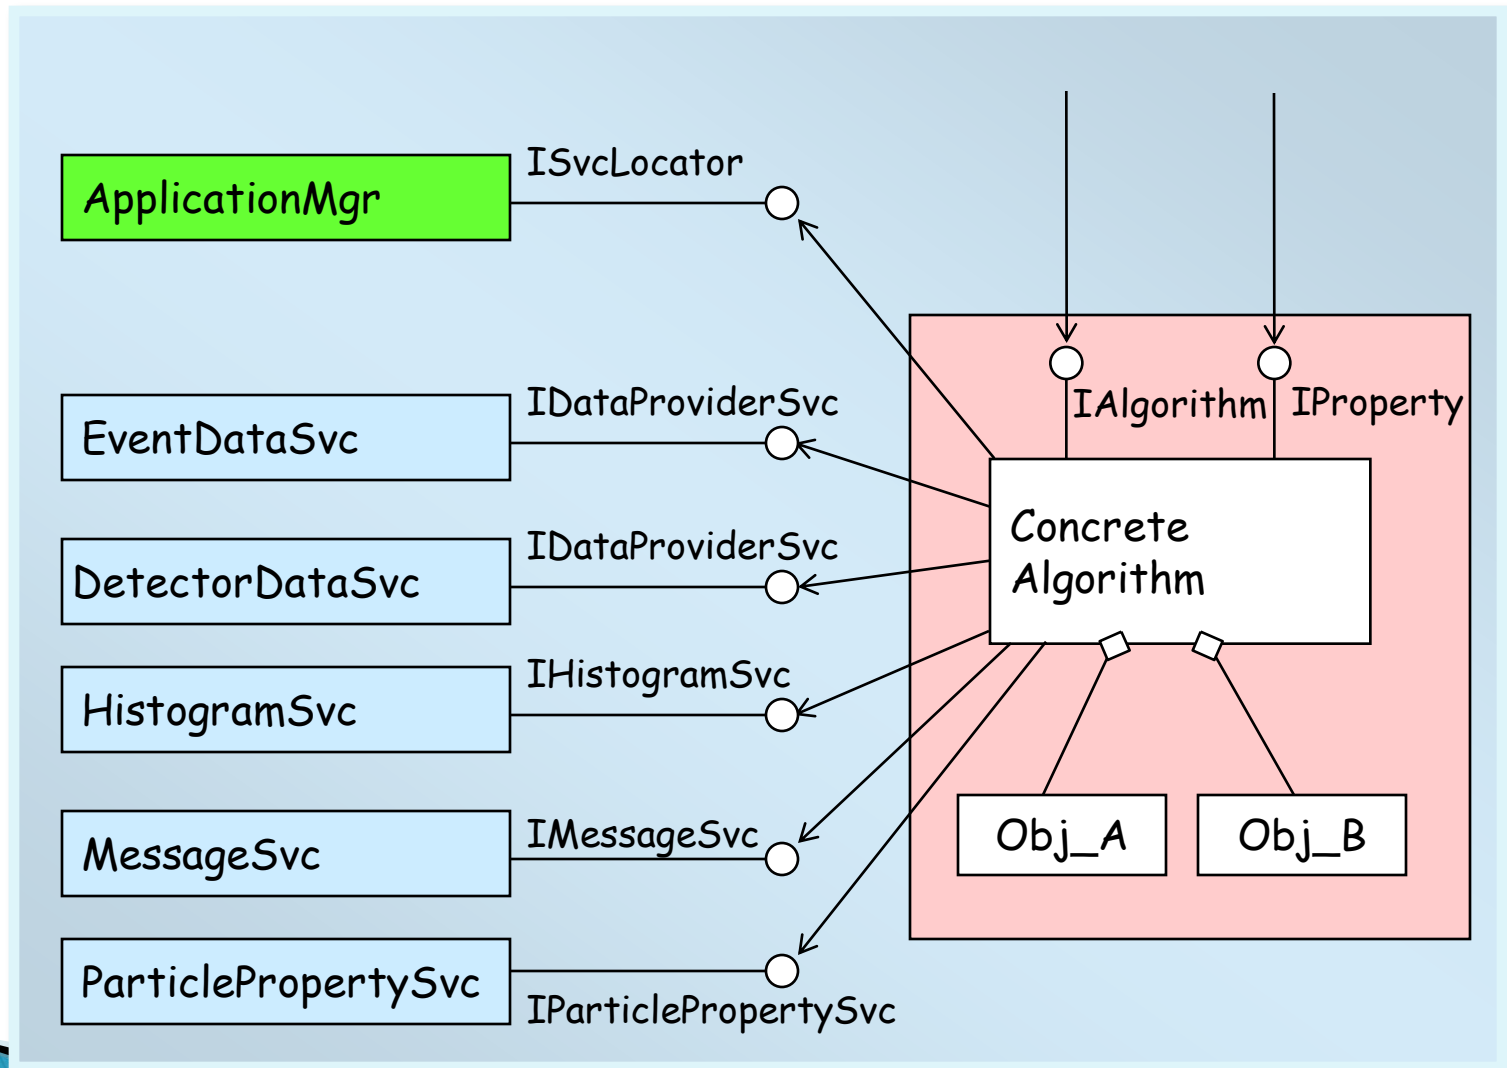 ApplicationMgr
ISvcLocator
EventDataSvc
IDataProviderSvc
DetectorDataSvc
IDataProviderSvc
HistogramSvc
IHistogramSvc
MessageSvc
IMessageSvc
ParticlePropertySvc
IParticlePropertySvc
IAlgorithm
IProperty
Concrete
Algorithm
Obj_A
Obj_B